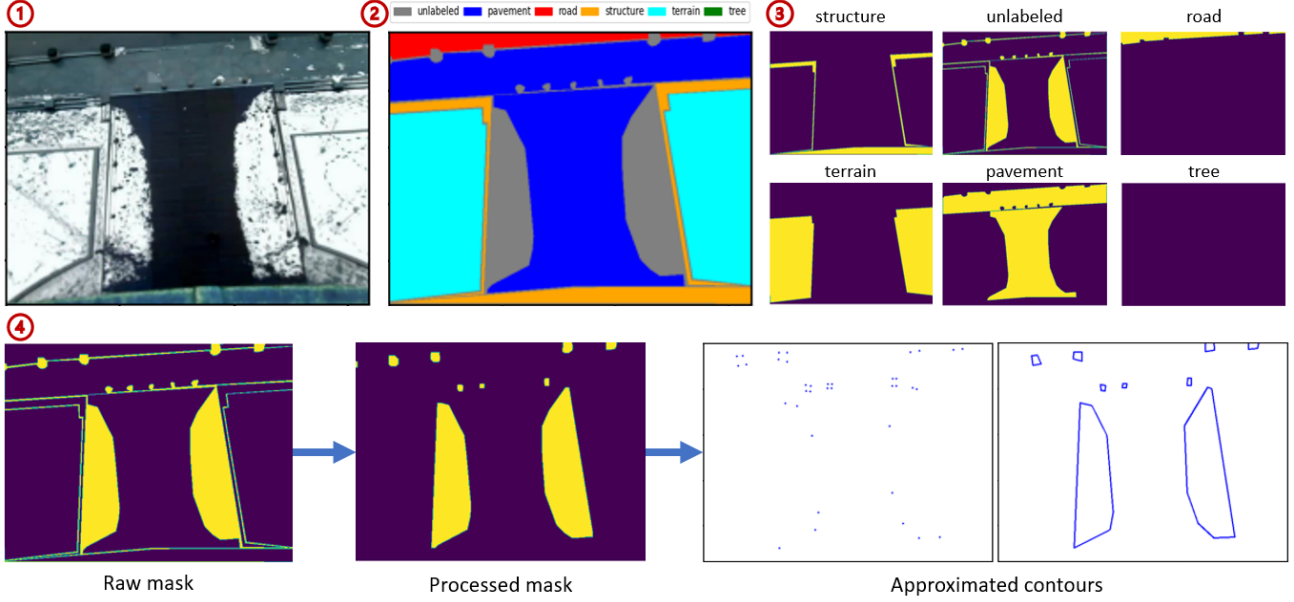 ①
②
unlabeled pavement road structure terrain tree
③
structure unlabeled road
terrain pavement tree
④
Raw mask Processed mask Approximated contours